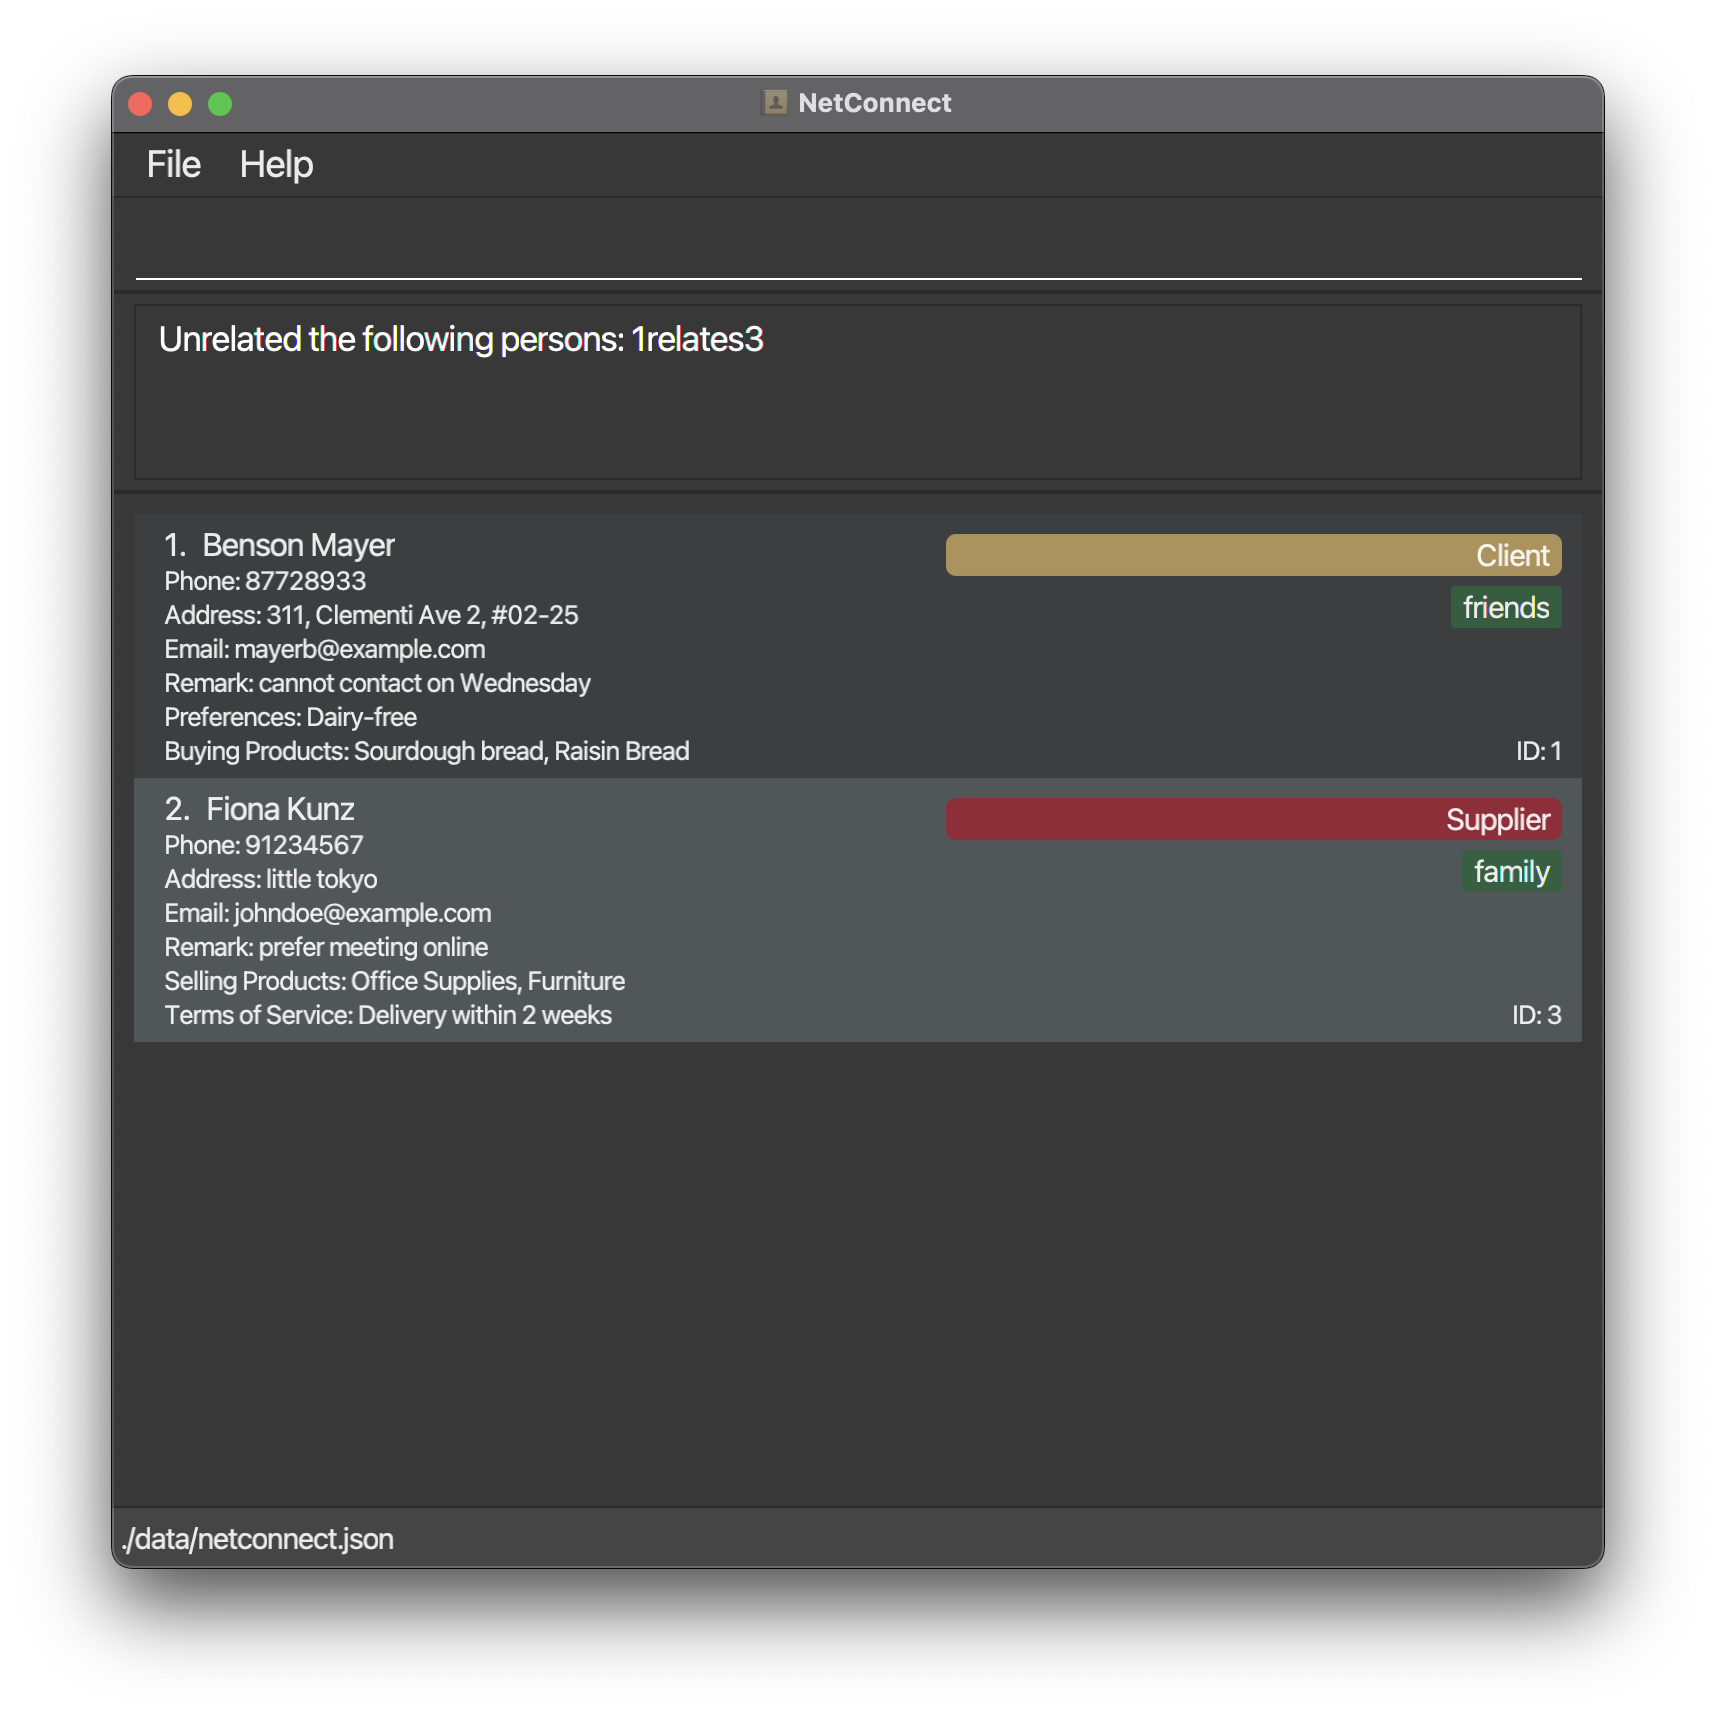 NetConnect
File Help
Unrelated the following persons: 1relates3
1. Benson Mayer
Client
Phone: 87728933
friends
Address: 311, Clementi Ave 2, #02-25
Email: mayerb@example.com
Remark: cannot contact on Wednesday
Preferences: Dairy-free
Buying Products: Sourdough bread, Raisin Bread
ID: 1
2. Fiona Kunz
Supplier
Phone: 91234567
family
Address: little tokyo
Email: johndoe@example.com
Remark: prefer meeting online
Selling Products: Office Supplies, Furniture
Terms of Service: Delivery within 2 weeks
ID: 3
./data/netconnect.json